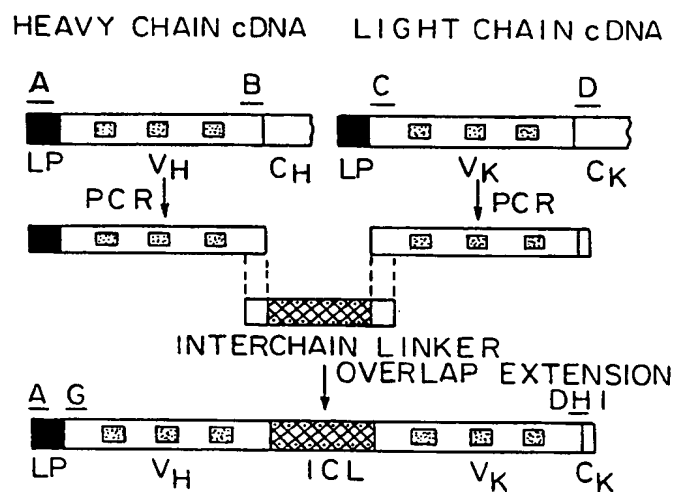 HEAVY CHAIN cDNA LIGHT CHAIN cDNA
A B C D
LP VH CH LP VK CK
PCR PCR
INTERCHAIN LINKER
OVERLAP EXTENSION
A G DHI
LP VH ICL VK CK